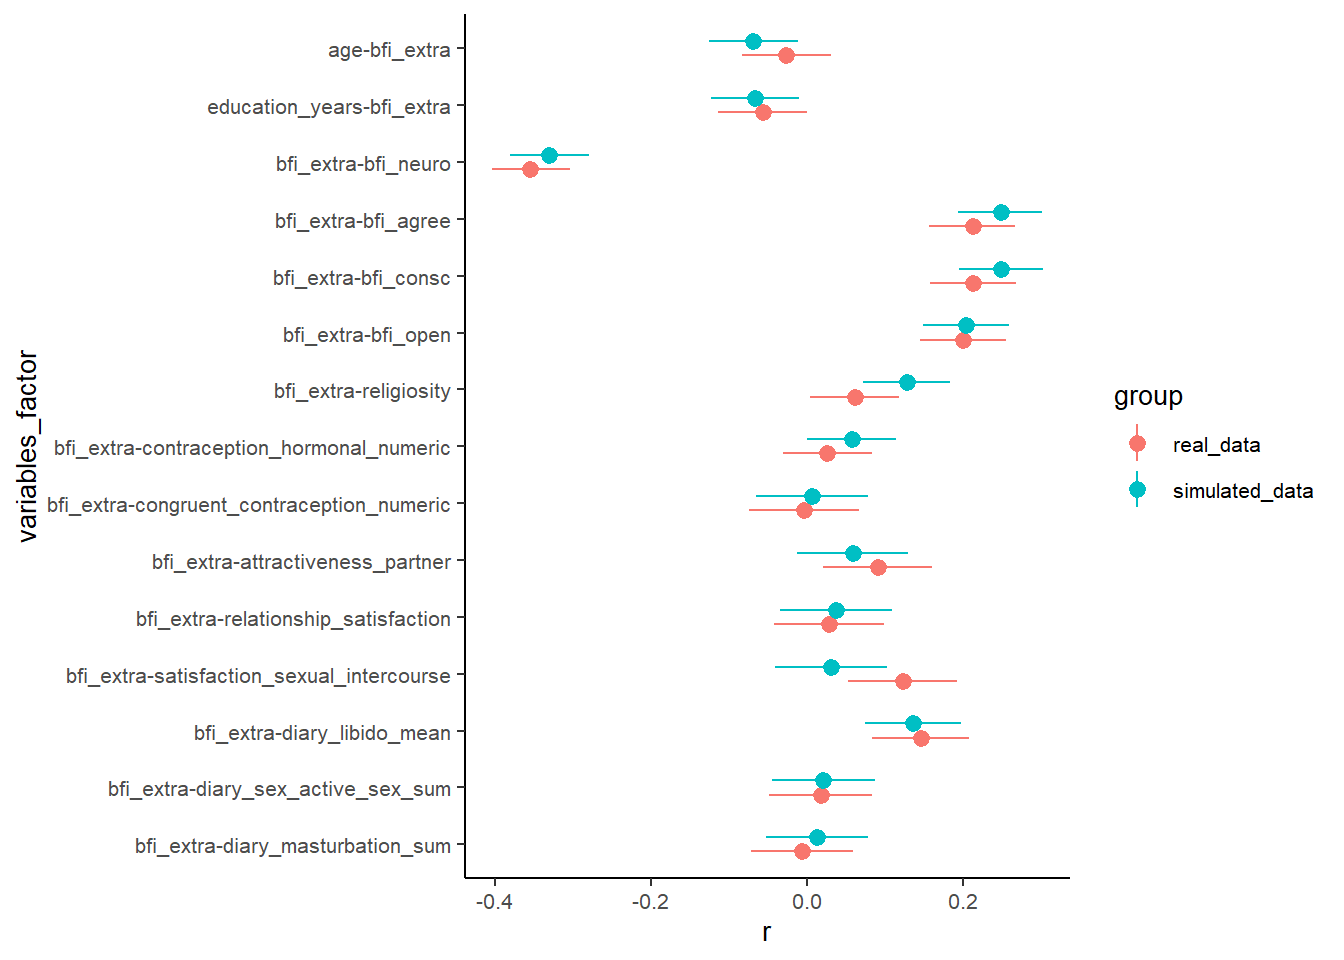 variables_factor
age-bfi_extra
education_years-bfi_extra
bfi_extra-bfi_neuro
bfi_extra-bfi_agree
bfi_extra-bfi_consc
bfi_extra-bfi_open
bfi_extra-religiosity
bfi_extra-contraception_hormonal_numeric
bfi_extra-congruent_contraception_numeric
bfi_extra-attractiveness_partner
bfi_extra-relationship_satisfaction
bfi_extra-satisfaction_sexual_intercourse
bfi_extra-diary_libido_mean
bfi_extra-diary_sex_active_sex_sum
bfi_extra-diary_masturbation_sum
-0.4 -0.2 0.0 0.2
r
group
real_data
simulated_data